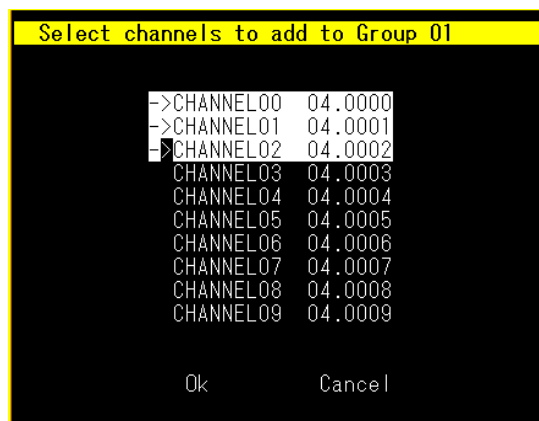 Select channels to add to Group 01
->CHANNEL00 04.0000
->CHANNEL01 04.0001
->CHANNEL02 04.0002
CHANNEL03 04.0003
CHANNEL04 04.0004
CHANNEL05 04.0005
CHANNEL06 04.0006
CHANNEL07 04.0007
CHANNEL08 04.0008
CHANNEL09 04.0009
Ok Cancel